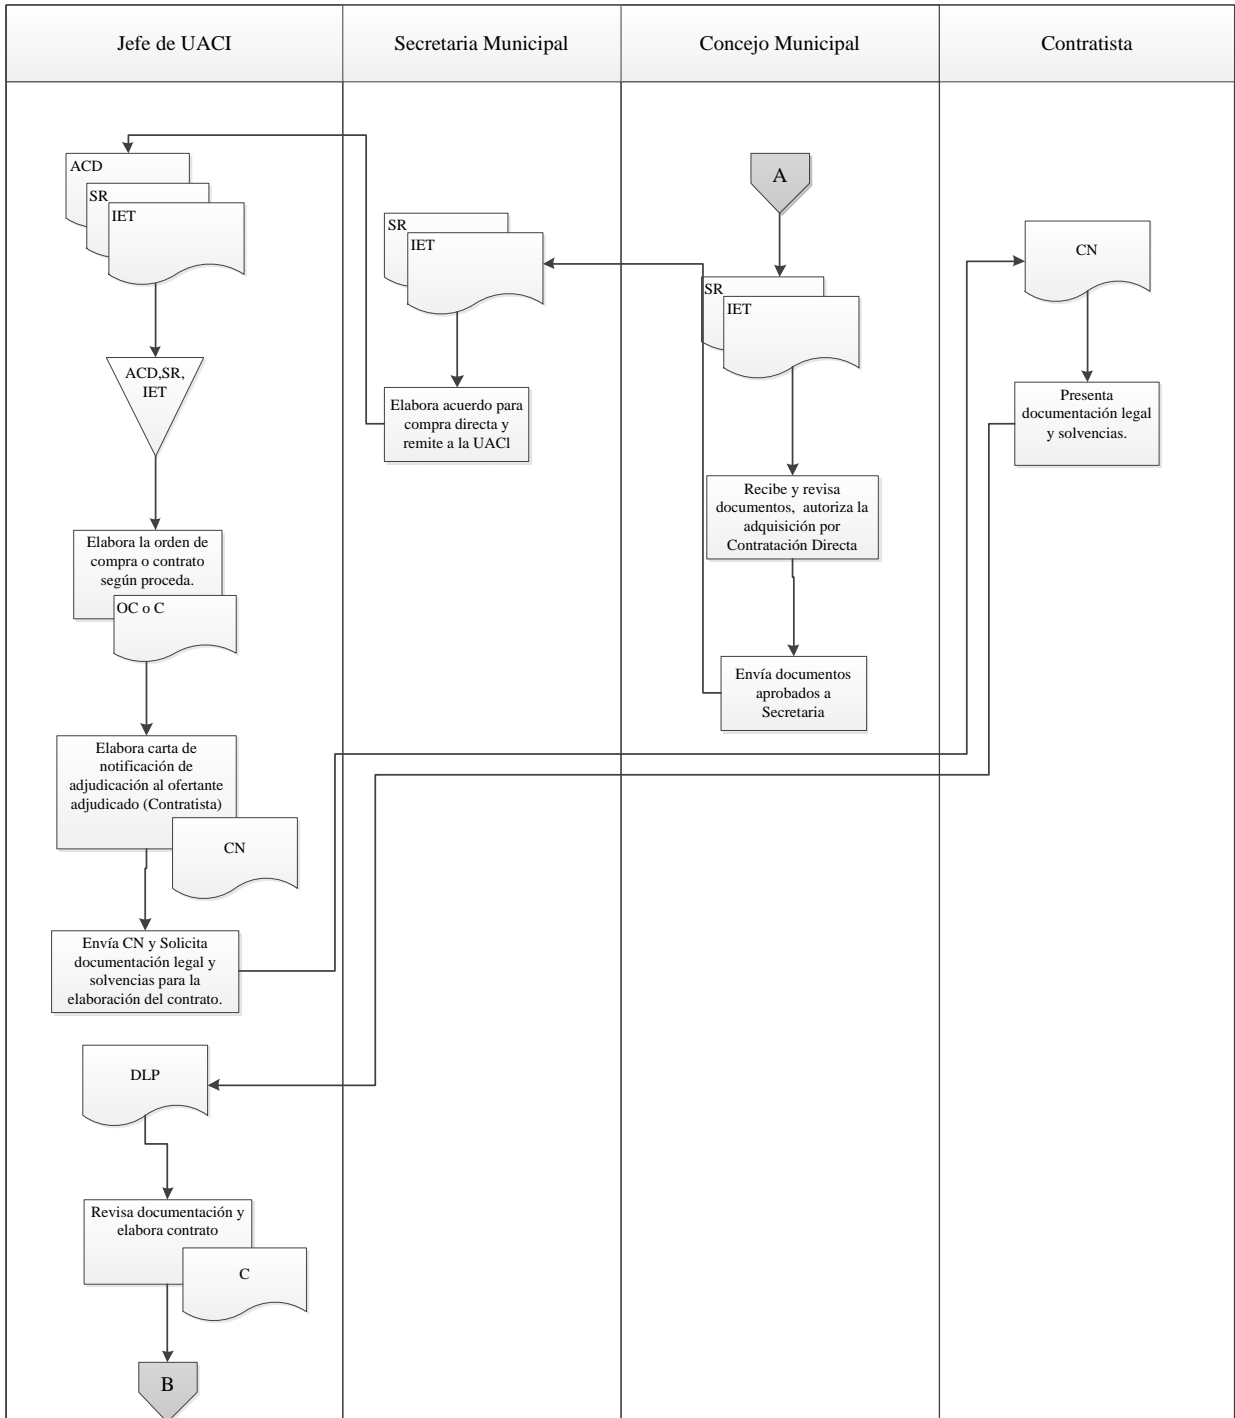 Jefe de UACI
Secretaria Municipal
Concejo Municipal
Contratista
ACD
SR
IET
ACD,SR,
IET
Elabora la orden de
compra o contrato
según proceda.
OC o C
Elabora carta de
notificación de
adjudicación al ofertante
adjudicado (Contratista)
CN
Envía CN y Solicita
documentación legal y
solvencias para la
elaboración del contrato.
DLP
Revisa documentación y
elabora contrato
C
B
SR
IET
Elabora acuerdo para
compra directa y
remite a la UACI
A
SR
IET
Recibe y revisa
documentos, autoriza la
adquisición por
Contratación Directa
Envía documentos
aprobados a
Secretaria
CN
Presenta
documentación legal
y solvencias.